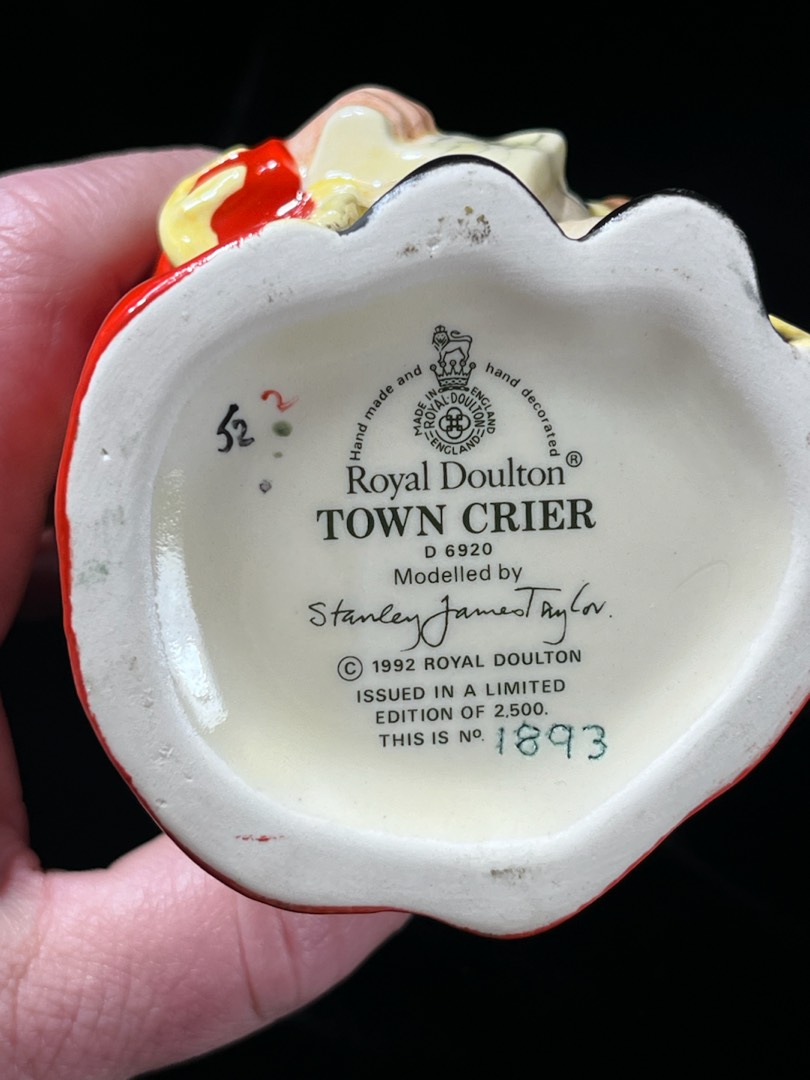 Hand made and hand decorated
MADE IN ENGLAND
ROYAL·DOULTON
ENGLAND
Royal Doulton®
TOWN CRIER
D 6920
Modelled by
Stanley James Taylor.
© 1992 ROYAL DOULTON
ISSUED IN A LIMITED
EDITION OF 2,500.
THIS IS Nº. 1893
52 2